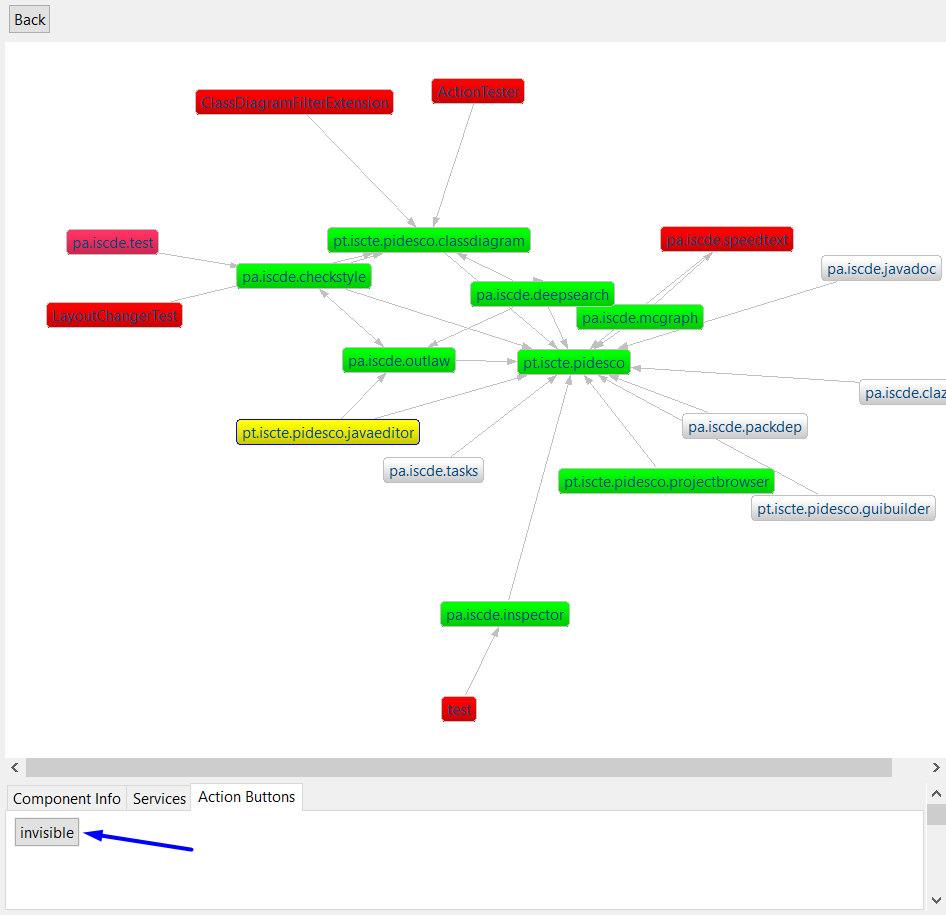 Back
ActionTester
ClassDiagramFilterExtension
pa.iscde.test
pt.iscte.pidesco.classdiagram
pa.iscde.speedtext
pa.iscde.javadoc
pa.iscde.checkstyle
pa.iscde.deepsearch
LayoutChangerTest
pa.iscde.mcgraph
pa.iscde.outlaw
pt.iscte.pidesco
pa.iscde.claz
pt.iscte.pidesco.javaeditor
pa.iscde.packdep
pa.iscde.tasks
pt.iscte.pidesco.projectbrowser
pt.iscte.pidesco.guibuilder
pa.iscde.inspector
test
Component Info Services Action Buttons
invisible